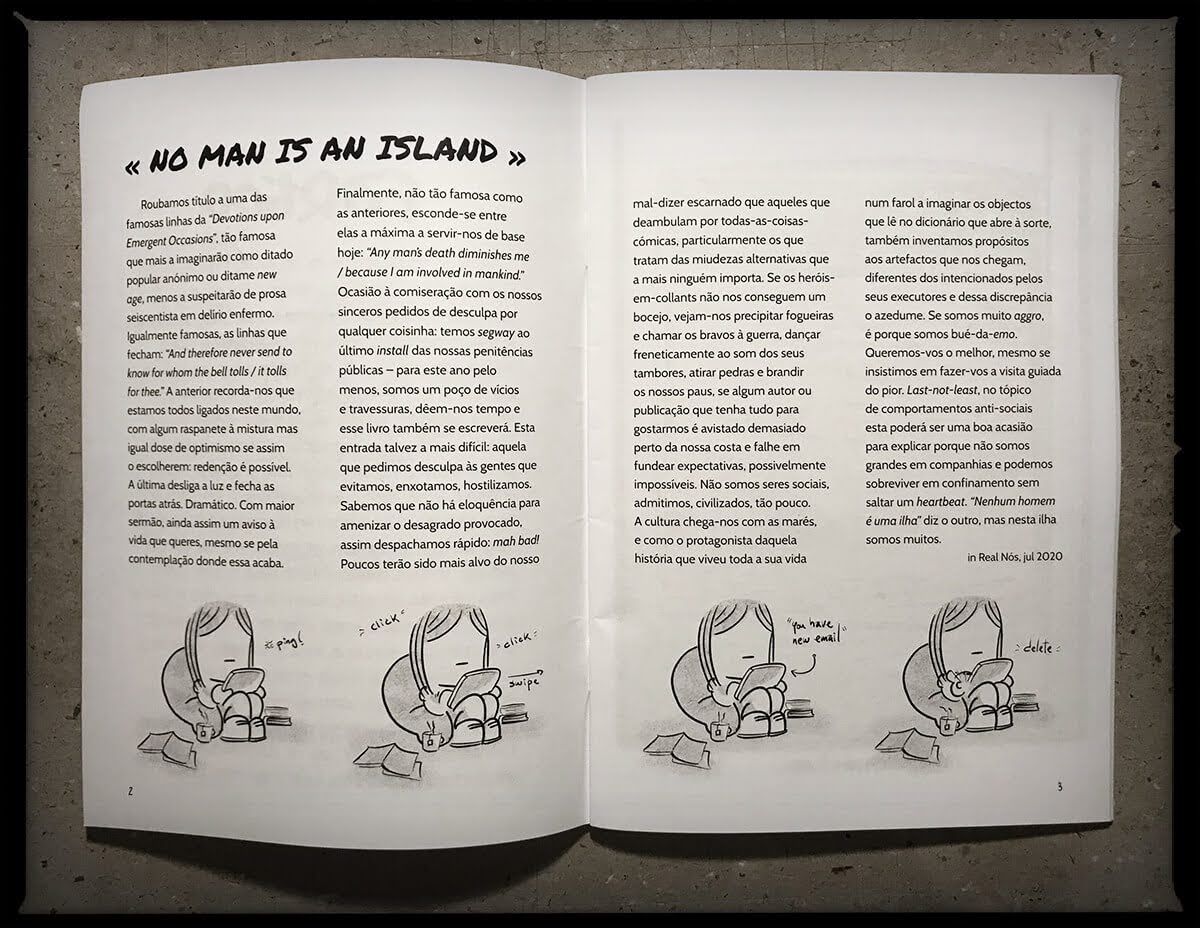 « NO MAN IS AN ISLAND »
Roubamos título a uma das
famosas linhas da “Devotions upon
Emergent Occasions”, tão famosa
que mais a imaginarão como ditado
popular anónimo ou ditame new
age, menos a suspeitarão de prosa
seiscentista em delírio enfermo.
Igualmente famosas, as linhas que
fecham: “And therefore never send to
know for whom the bell tolls / it tolls
for thee.” A anterior recorda-nos que
estamos todos ligados neste mundo,
com algum raspanete à mistura mas
igual dose de optimismo se assim
o escolherem: redenção é possível.
A última desliga a luz e fecha as
portas atrás. Dramático. Com maior
sermão, ainda assim um aviso à
vida que queres, mesmo se pela
contemplação donde essa acaba.
Finalmente, não tão famosa como
as anteriores, esconde-se entre
elas a máxima a servir-nos de base
hoje: “Any man's death diminishes me
/ because I am involved in mankind.”
Ocasião à comiseração com os nossos
sinceros pedidos de desculpa por
qualquer coisinha: temos segway ao
último install das nossas penitências
públicas – para este ano pelo
menos, somos um poço de vícios
e travessuras, dêem-nos tempo e
esse livro também se escreverá. Esta
entrada talvez a mais difícil: aquela
que pedimos desculpa às gentes que
evitamos, enxotamos, hostilizamos.
Sabemos que não há eloquência para
amenizar o desagrado provocado,
assim despachamos rápido: mah bad!
Poucos terão sido mais alvo do nosso
mal-dizer escarnado que aqueles que
deambulam por todas-as-coisas-
cómicas, particularmente os que
tratam das miudezas alternativas que
a mais ninguém importa. Se os heróis-
em-collants não nos conseguem um
bocejo, vejam-nos precipitar fogueiras
e chamar os bravos à guerra, dançar
freneticamente ao som dos seus
tambores, atirar pedras e brandir
os nossos paus, se algum autor ou
publicação que tenha tudo para
gostarmos é avistado demasiado
perto da nossa costa e falhe em
fundear expectativas, possivelmente
impossíveis. Não somos seres sociais,
admitimos, civilizados, tão pouco.
A cultura chega-nos com as marés,
e como o protagonista daquela
história que viveu toda a sua vida
num farol a imaginar os objectos
que lê no dicionário que abre à sorte,
também inventamos propósitos
aos artefactos que nos chegam,
diferentes dos intencionados pelos
seus executores e dessa discrepância
o azedume. Se somos muito aggro,
é porque somos bué-da-emo.
Queremos-vos o melhor, mesmo se
insistimos em fazer-vos a visita guiada
do pior. Last-not-least, no tópico
de comportamentos anti-sociais
esta poderá ser uma boa acasião
para explicar porque não somos
grandes em companhias e podemos
sobreviver em confinamento sem
saltar um heartbeat. “Nenhum homem
é uma ilha” diz o outro, mas nesta ilha
somos muitos.
in Real Nós, jul 2020
ping!
click
click
swipe
"you have
new email"
delete
2
3